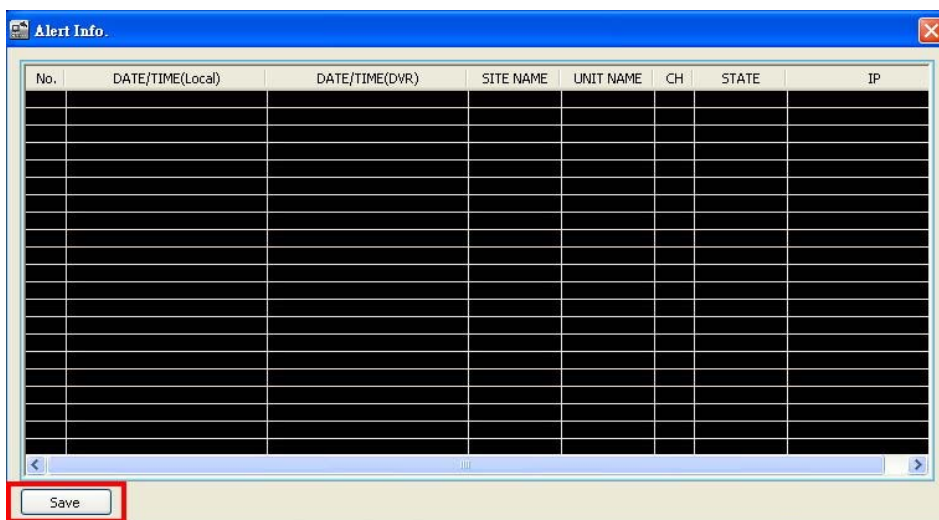 Alert Info.
No. DATE/TIME(Local) DATE/TIME(DVR) SITE NAME UNIT NAME CH STATE IP
Save